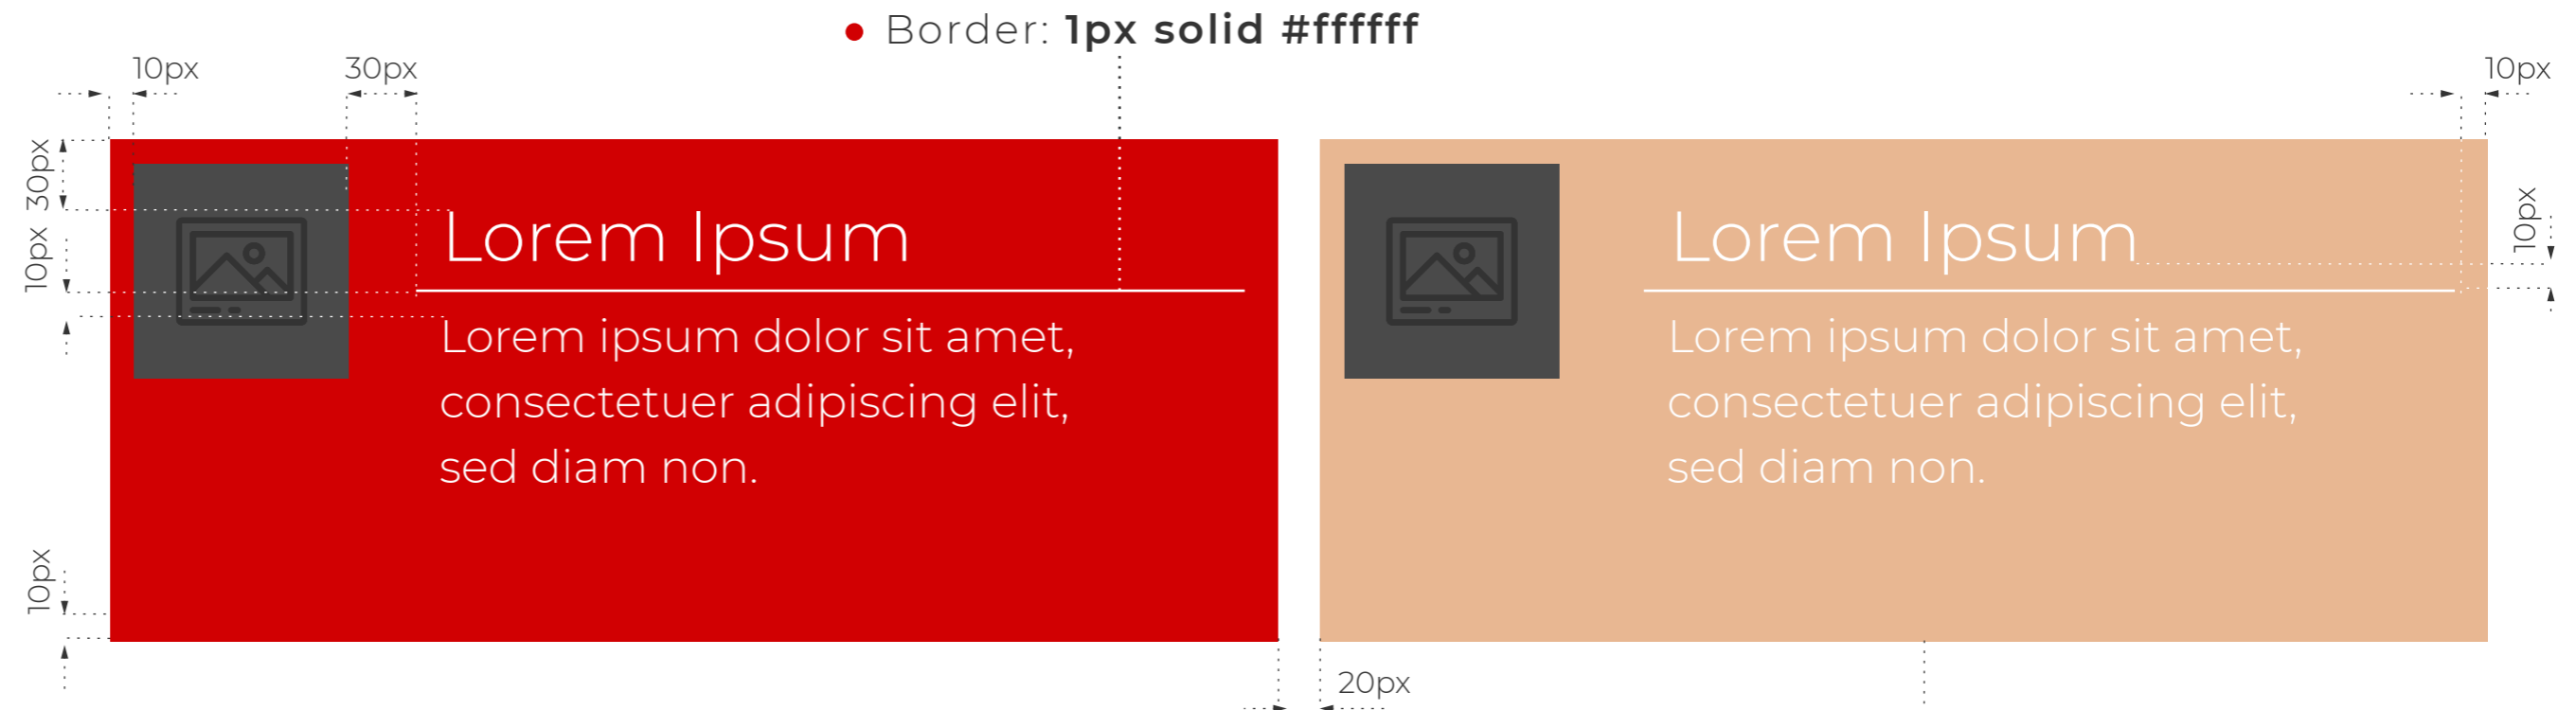 Border: 1px solid #ffffff
10px
30px
10px
30px
10px
10px
10px
Lorem Ipsum
Lorem ipsum dolor sit amet,
consectetuer adipiscing elit,
sed diam non.
Lorem Ipsum
Lorem ipsum dolor sit amet,
consectetuer adipiscing elit,
sed diam non.
10px
20px